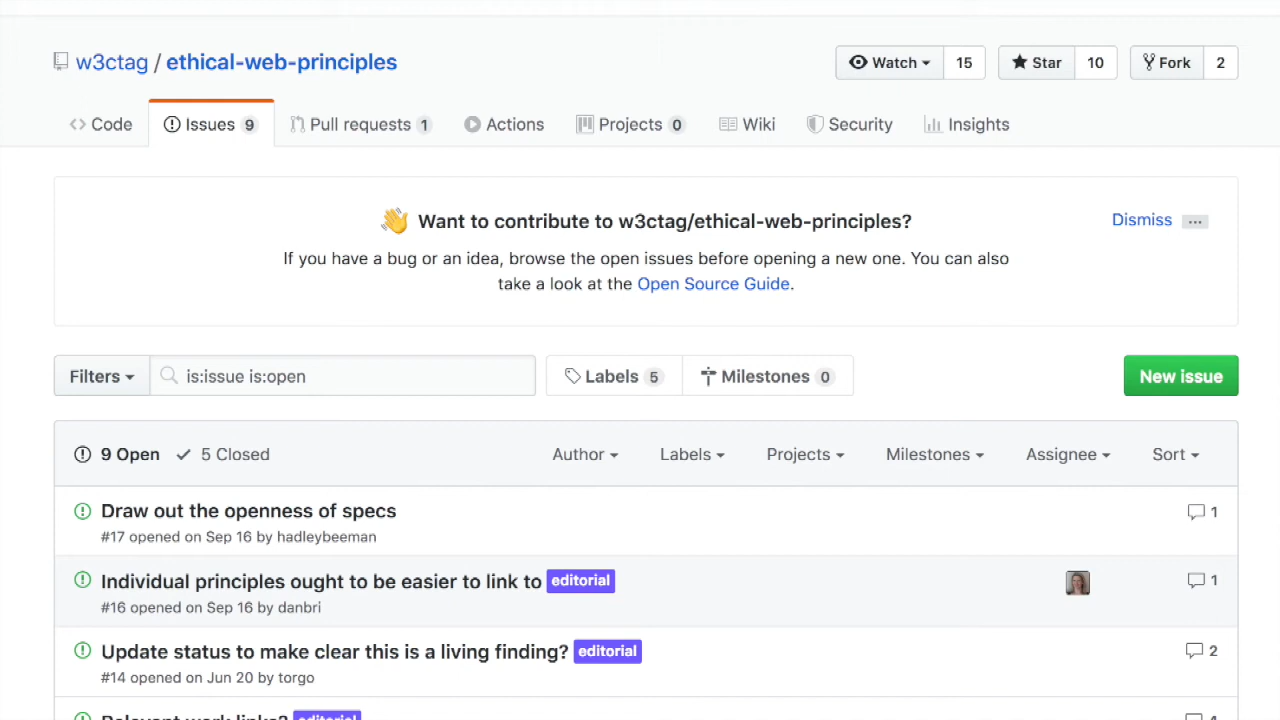 w3ctag / ethical-web-principles
Watch 15 Star 10 Fork 2
Code Issues 9 Pull requests 1 Actions Projects 0 Wiki Security Insights
👋 Want to contribute to w3ctag/ethical-web-principles? Dismiss ...
If you have a bug or an idea, browse the open issues before opening a new one. You can also
take a look at the Open Source Guide.
Filters is:issue is:open Labels 5 Milestones 0 New issue
9 Open 5 Closed Author Labels Projects Milestones Assignee Sort
Draw out the openness of specs 1
#17 opened on Sep 16 by hadleybeeman
Individual principles ought to be easier to link to editorial 1
#16 opened on Sep 16 by danbri
Update status to make clear this is a living finding? editorial 2
#14 opened on Jun 20 by torgo
Relevant work links? editorial 4